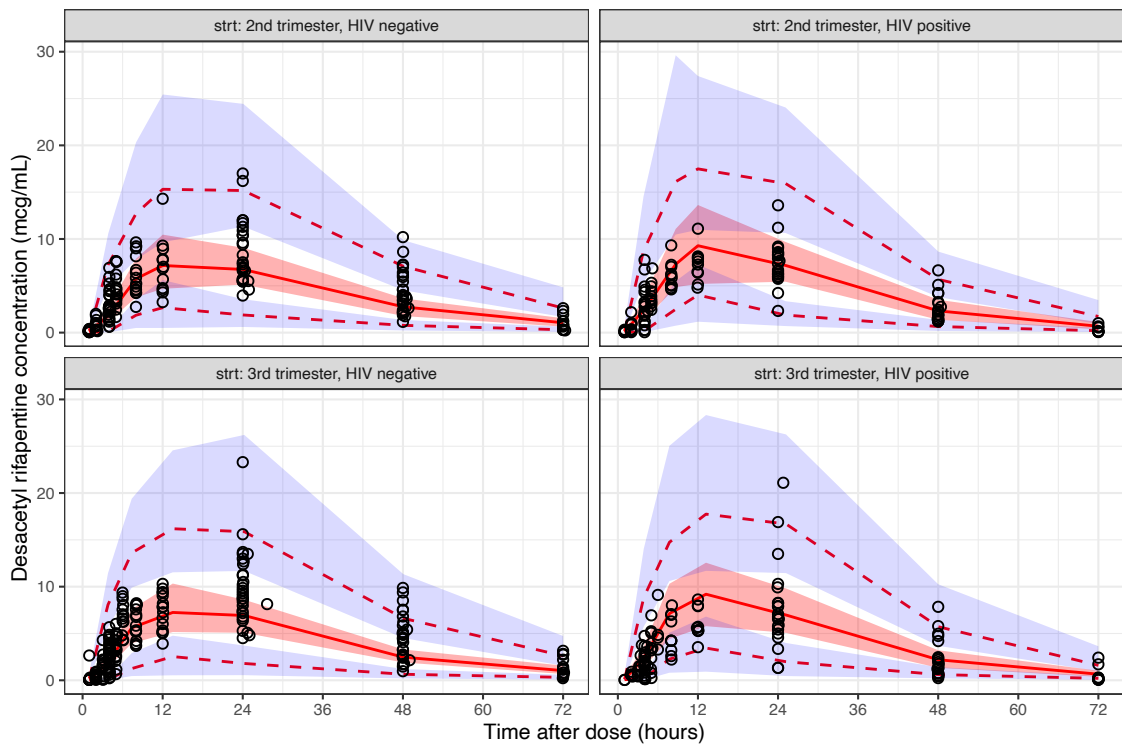 strt: 2nd trimester, HIV negative
strt: 2nd trimester, HIV positive
30
20
10
0
strt: 3rd trimester, HIV negative
strt: 3rd trimester, HIV positive
30
20
10
0
0 12 24 36 48 60 72
0 12 24 36 48 60 72
Time after dose (hours)
Desacetyl rifapentine concentration (mcg/mL)